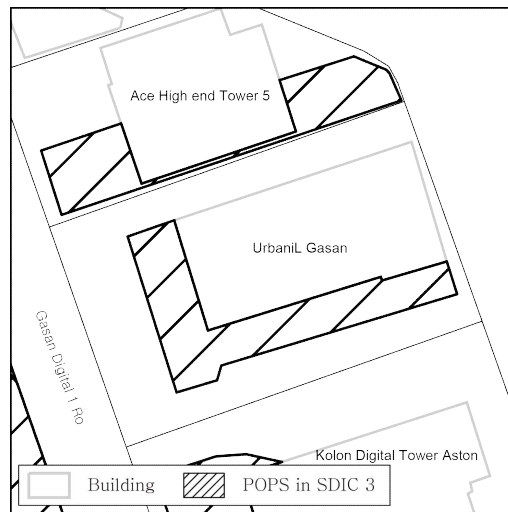 Ace High end Tower 5
UrbaniL Gasan
Gasan Digital 1 Ro
Kolon Digital Tower Aston
Building
POPS in SDIC 3